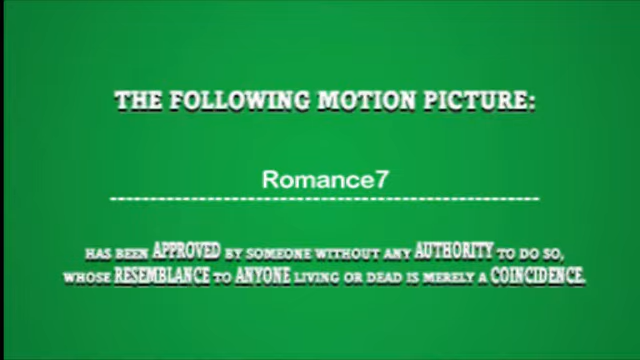 THE FOLLOWING MOTION PICTURE:
Romance7
HAS BEEN APPROVED BY SOMEONE WITHOUT ANY AUTHORITY TO DO SO,
WHOSE RESEMBLANCE TO ANYONE LIVING OR DEAD IS MERELY A COINCIDENCE.